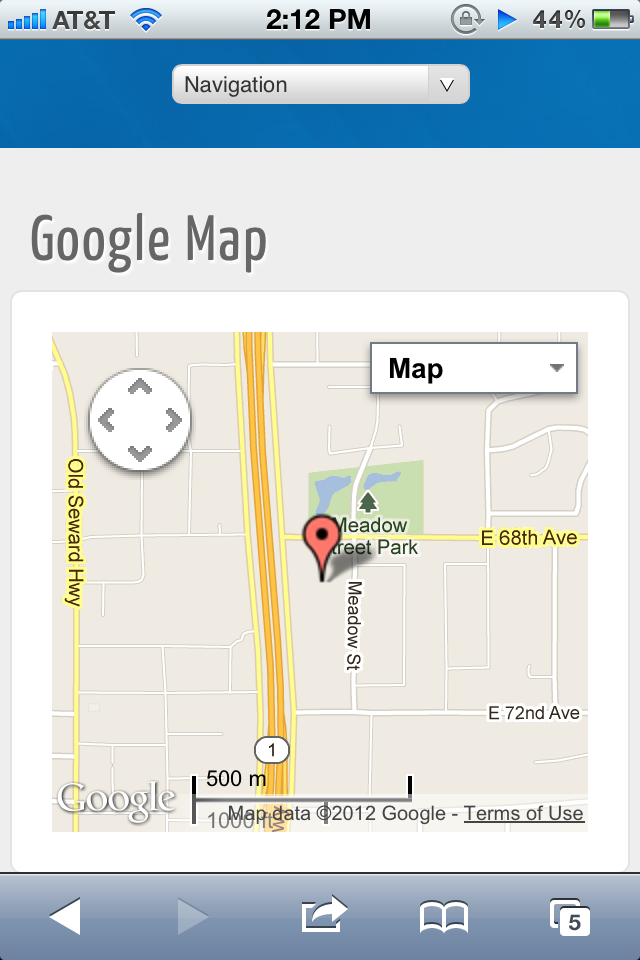 AT&T 2:12 PM 44%
Navigation
Google Map
Map
Old Seward Hwy
Meadow
Street Park
E 68th Ave
Meadow St
E 72nd Ave
1
500 m
Google
1000 ft
Map data ©2012 Google - Terms of Use
5